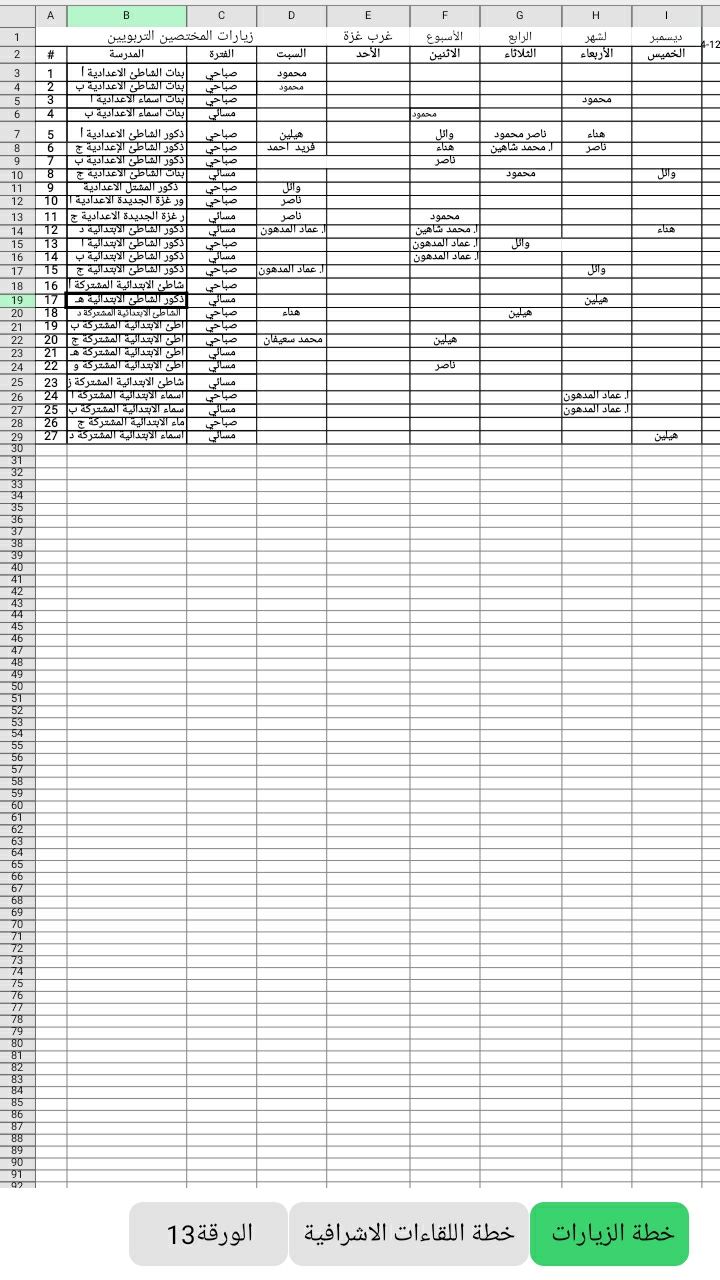 A B C D E F G H I
1 زيارات المختصين التربويين غرب غزة الأسبوع الرابع لشهر ديسمبر 4-12
2 # المدرسة الفترة السبت الأحد الاثنين الثلاثاء الأربعاء الخميس
3 1 بنات الشاطئ الاعدادية أ صباحي محمود
4 2 بنات الشاطئ الاعدادية ب صباحي محمود
5 3 بنات اسماء الاعدادية ا صباحي محمود
6 4 بنات اسماء الاعدادية ب مسائي محمود
7 5 ذكور الشاطئ الاعدادية أ صباحي هيلين وائل ناصر محمود هناء
8 6 ذكور الشاطئ الإعدادية ج صباحي فريد احمد هناء ا. محمد شاهين ناصر
9 7 ذكور الشاطئ الاعدادية ب صباحي ناصر
10 8 بنات الشاطئ الاعدادية ج مسائي محمود وائل
11 9 ذكور المشتل الاعدادية صباحي وائل
12 10 ور غزة الجديدة الاعدادية ا صباحي ناصر
13 11 ر غزة الجديدة الاعدادية ج مسائي ناصر محمود
14 12 ذكور الشاطئ الابتدائية د مسائي ا. عماد المدهون ا. محمد شاهين هناء
15 13 ذكور الشاطئ الابتدائية أ صباحي ا. عماد المدهون وائل
16 14 ذكور الشاطئ الابتدائية ب مسائي ا. عماد المدهون
17 15 ذكور الشاطئ الابتدائية ج صباحي ا. عماد المدهون وائل
18 16 شاطئ الابتدائية المشتركة أ صباحي
19 17 ذكور الشاطئ الابتدائية هـ مسائي هيلين
20 18 الشاطئ الابتدائية المشتركة د صباحي هناء هيلين
21 19 اطئ الابتدائية المشتركة ب صباحي
22 20 اطئ الابتدائية المشتركة ج صباحي محمد سعيفان هيلين
23 21 اطئ الابتدائية المشتركة هـ مسائي
24 22 اطئ الابتدائية المشتركة و مسائي ناصر
25 23 شاطئ الابتدائية المشتركة ز مسائي
26 24 اسماء الابتدائية المشتركة ا صباحي ا. عماد المدهون
27 25 سماء الابتدائية المشتركة ب مسائي ا. عماد المدهون
28 26 ماء الابتدائية المشتركة ج صباحي
29 27 اسماء الابتدائية المشتركة د مسائي هيلين
30
31
32
33
34
35
36
37
38
39
40
41
42
43
44
45
46
47
48
49
50
51
52
53
54
55
56
57
58
59
60
61
62
63
64
65
66
67
68
69
70
71
72
73
74
75
76
77
78
79
80
81
82
83
84
85
86
87
88
89
90
91
92
خطة الزيارات خطة اللقاءات الاشرافية الورقة13